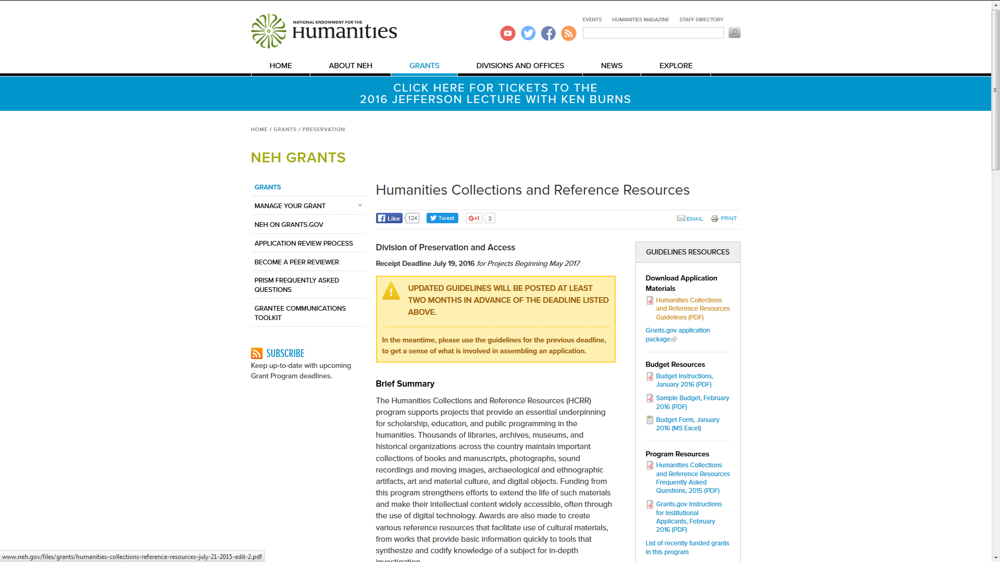 NATIONAL ENDOWMENT FOR THE
Humanities
EVENTS
HUMANITIES MAGAZINE
STAFF DIRECTORY
HOME
ABOUT NEH
GRANTS
DIVISIONS AND OFFICES
NEWS
EXPLORE
CLICK HERE FOR TICKETS TO THE
2016 JEFFERSON LECTURE WITH KEN BURNS
HOME / GRANTS / PRESERVATION
NEH GRANTS
GRANTS
MANAGE YOUR GRANT
NEH ON GRANTS.GOV
APPLICATION REVIEW PROCESS
BECOME A PEER REVIEWER
PRISM FREQUENTLY ASKED
QUESTIONS
GRANTEE COMMUNICATIONS
TOOLKIT
SUBSCRIBE
Keep up-to-date with upcoming
Grant Program deadlines.
Humanities Collections and Reference Resources
Like 124
Tweet
G+1 3
EMAIL
PRINT
Division of Preservation and Access
Receipt Deadline July 19, 2016 for Projects Beginning May 2017
UPDATED GUIDELINES WILL BE POSTED AT LEAST
TWO MONTHS IN ADVANCE OF THE DEADLINE LISTED
ABOVE.
In the meantime, please use the guidelines for the previous deadline,
to get a sense of what is involved in assembling an application.
Brief Summary
The Humanities Collections and Reference Resources (HCRR)
program supports projects that provide an essential underpinning
for scholarship, education, and public programming in the
humanities. Thousands of libraries, archives, museums, and
historical organizations across the country maintain important
collections of books and manuscripts, photographs, sound
recordings and moving images, archaeological and ethnographic
artifacts, art and material culture, and digital objects. Funding from
this program strengthens efforts to extend the life of such materials
and make their intellectual content widely accessible, often through
the use of digital technology. Awards are also made to create
various reference resources that facilitate use of cultural materials,
from works that provide basic information quickly to tools that
synthesize and codify knowledge of a subject for in-depth
investigation.
GUIDELINES RESOURCES
Download Application
Materials
Humanities Collections
and Reference Resources
Guidelines (PDF)
Grants.gov application
package
Budget Resources
Budget Instructions,
January 2016 (PDF)
Sample Budget, February
2016 (PDF)
Budget Form, January
2016 (MS Excel)
Program Resources
Humanities Collections
and Reference Resources
Frequently Asked
Questions, 2015 (PDF)
Grants.gov Instructions
for Institutional
Applicants, February
2016 (PDF)
List of recently funded grants
in this program
www.neh.gov/files/grants/humanities-collections-reference-resources-july-21-2015-edit-2.pdf